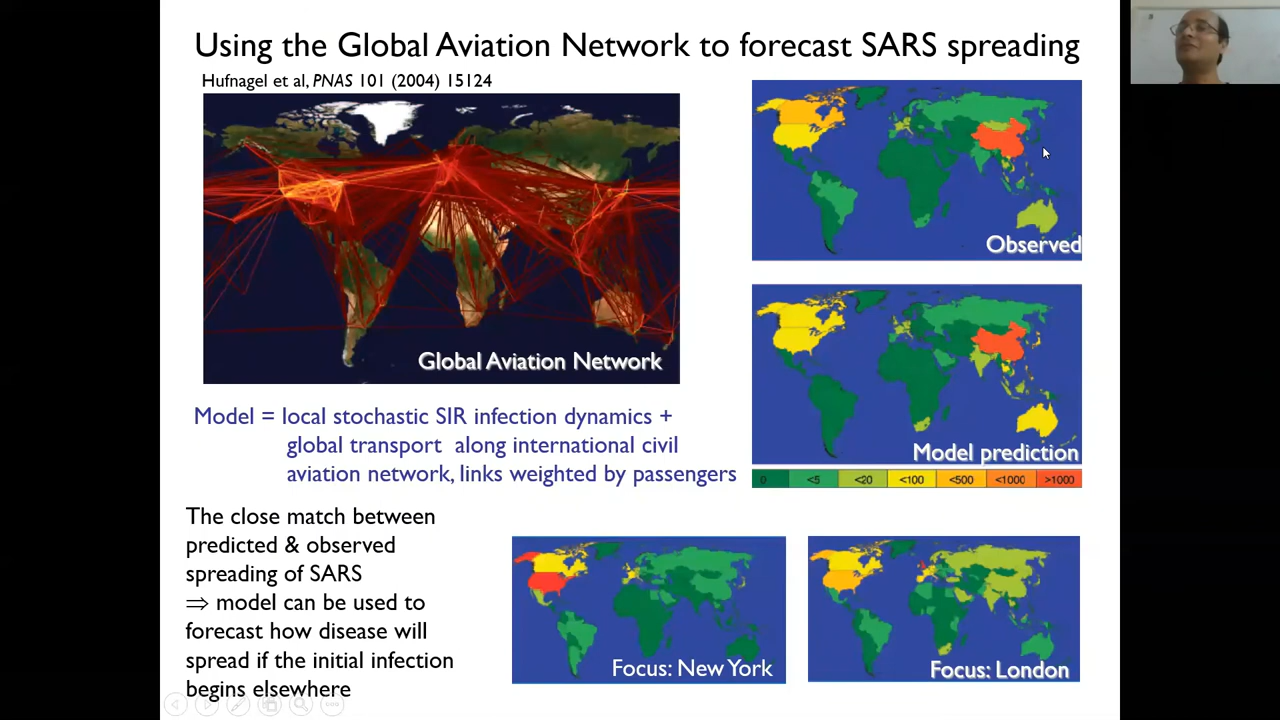 Using the Global Aviation Network to forecast SARS spreading
Hufnagel et al, PNAS 101 (2004) 15124
Global Aviation Network
Observed
Model prediction
0 <5 <20 <100 <500 <1000 >1000
Model = local stochastic SIR infection dynamics +
global transport along international civil
aviation network, links weighted by passengers
The close match between
predicted & observed
spreading of SARS
⇒ model can be used to
forecast how disease will
spread if the initial infection
begins elsewhere
Focus: New York
Focus: London